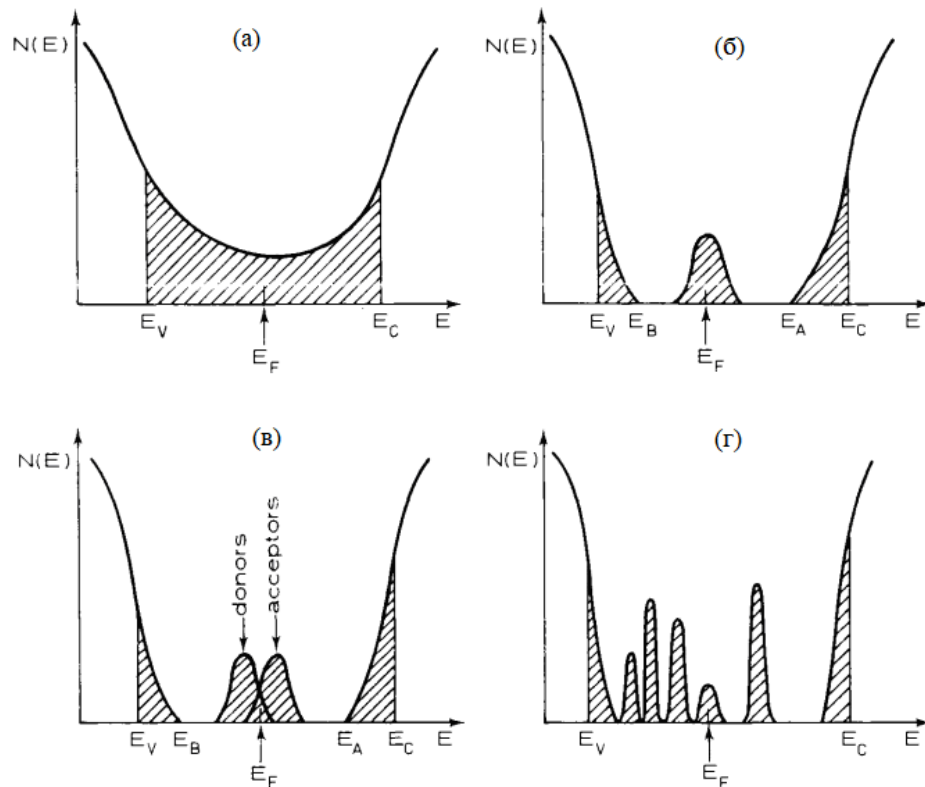 N(E)
(а)
E_V
E_C
E
E_F
N(E)
(б)
E_V
E_B
E_A
E_C
E
E_F
N(E)
(в)
donors
acceptors
E_V
E_B
E_A
E_C
E
E_F
N(E)
(г)
E_V
E_C
E
E_F